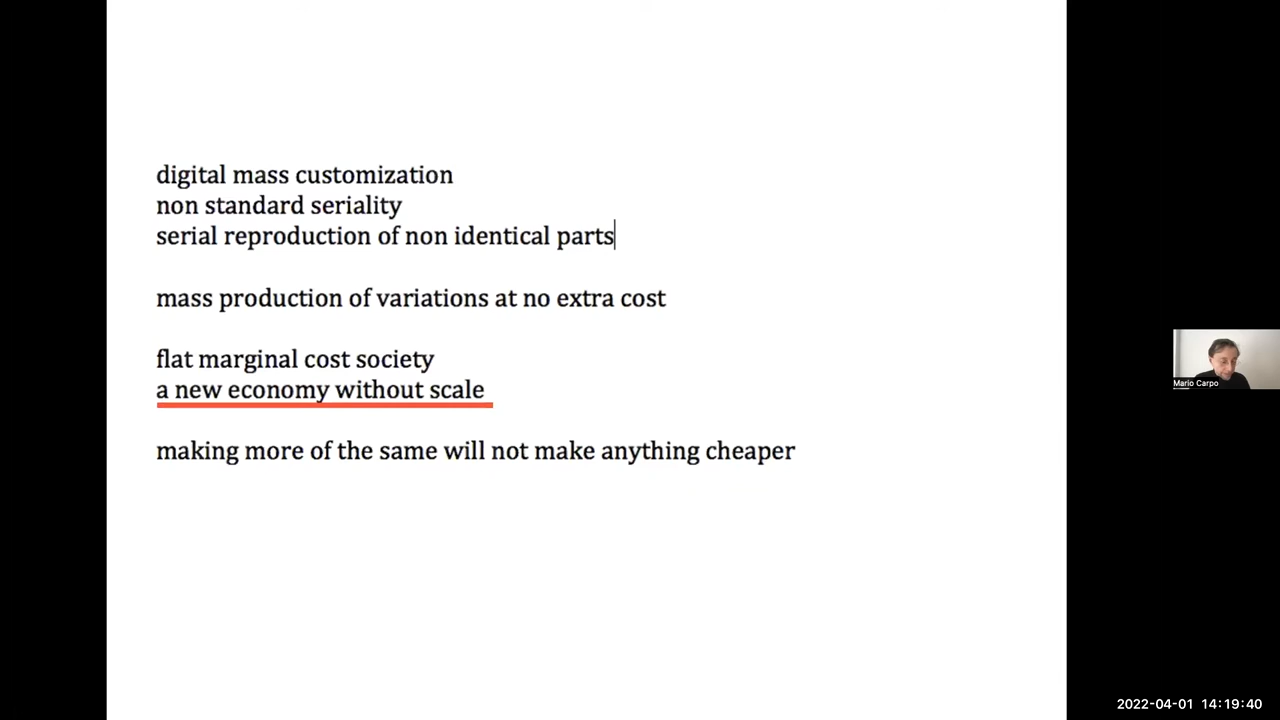 digital mass customization
non standard seriality
serial reproduction of non identical parts
mass production of variations at no extra cost
flat marginal cost society
a new economy without scale
making more of the same will not make anything cheaper
Mario Carpo
2022-04-01 14:19:40